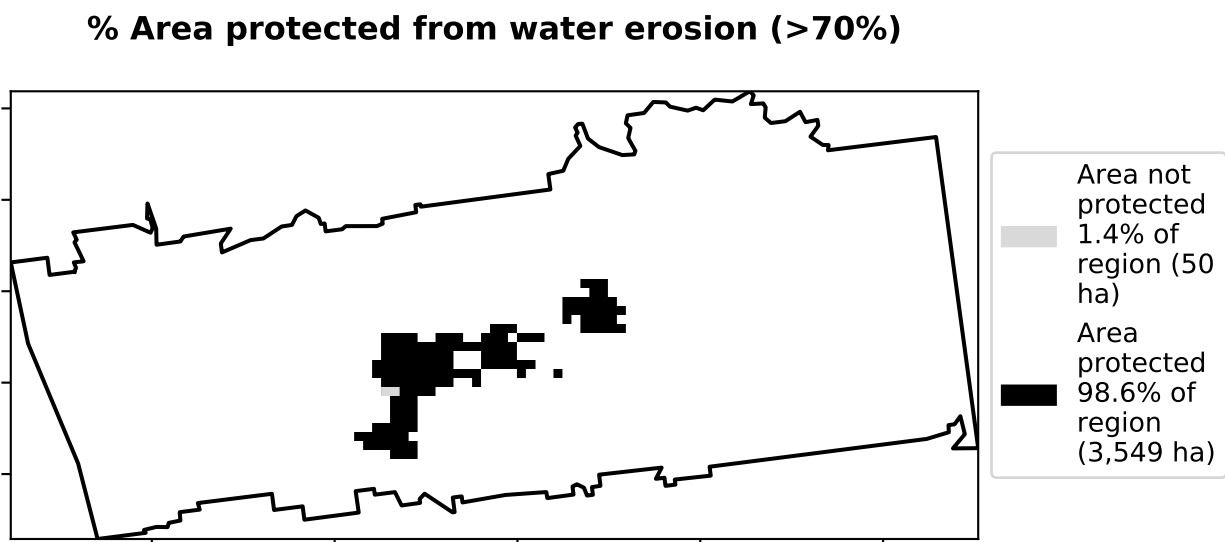 % Area protected from water erosion (>70%)
Area not
protected
1.4% of
region (50
ha)
Area
protected
98.6% of
region
(3,549 ha)